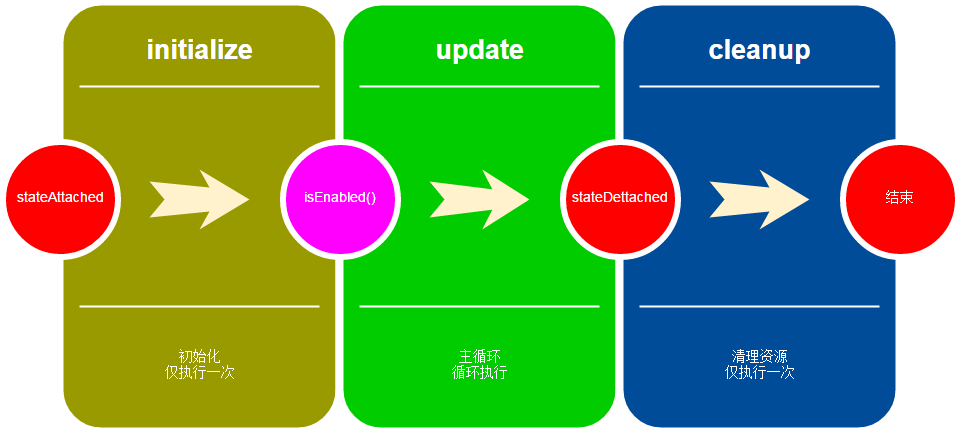 initialize
update
cleanup
stateAttached
isEnabled()
stateDettached
结束
初始化
仅执行一次
主循环
循环执行
清理资源
仅执行一次